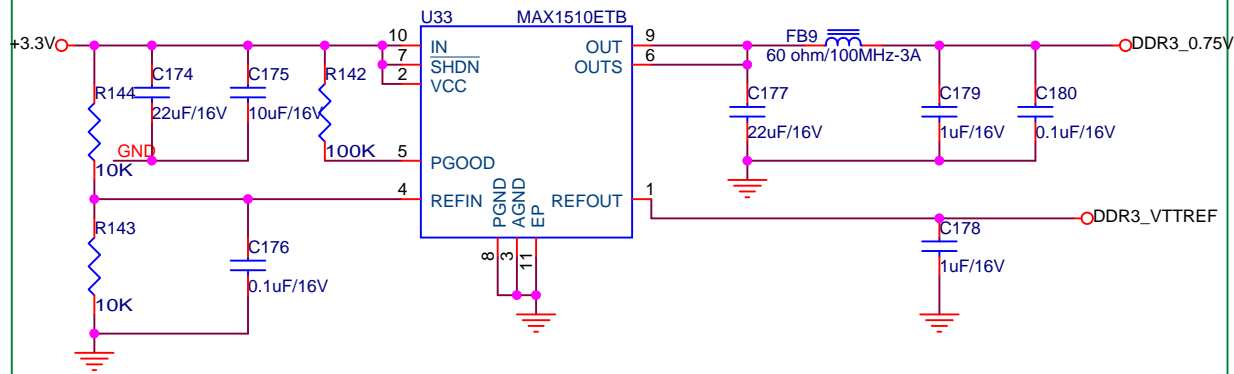 U33
MAX1510ETB
+3.3V
10
IN
OUT
9
FB9
DDR3_0.75V
7
SHDN
OUTS
6
60 ohm/100MHz-3A
2
VCC
C174
C175
R142
R144
22uF/16V
10uF/16V
C177
C179
C180
22uF/16V
1uF/16V
0.1uF/16V
GND
100K
5
PGOOD
10K
4
REFIN
PGND
AGND
EP
REFOUT
1
DDR3_VTTREF
R143
C176
0.1uF/16V
8
3
11
C178
1uF/16V
10K